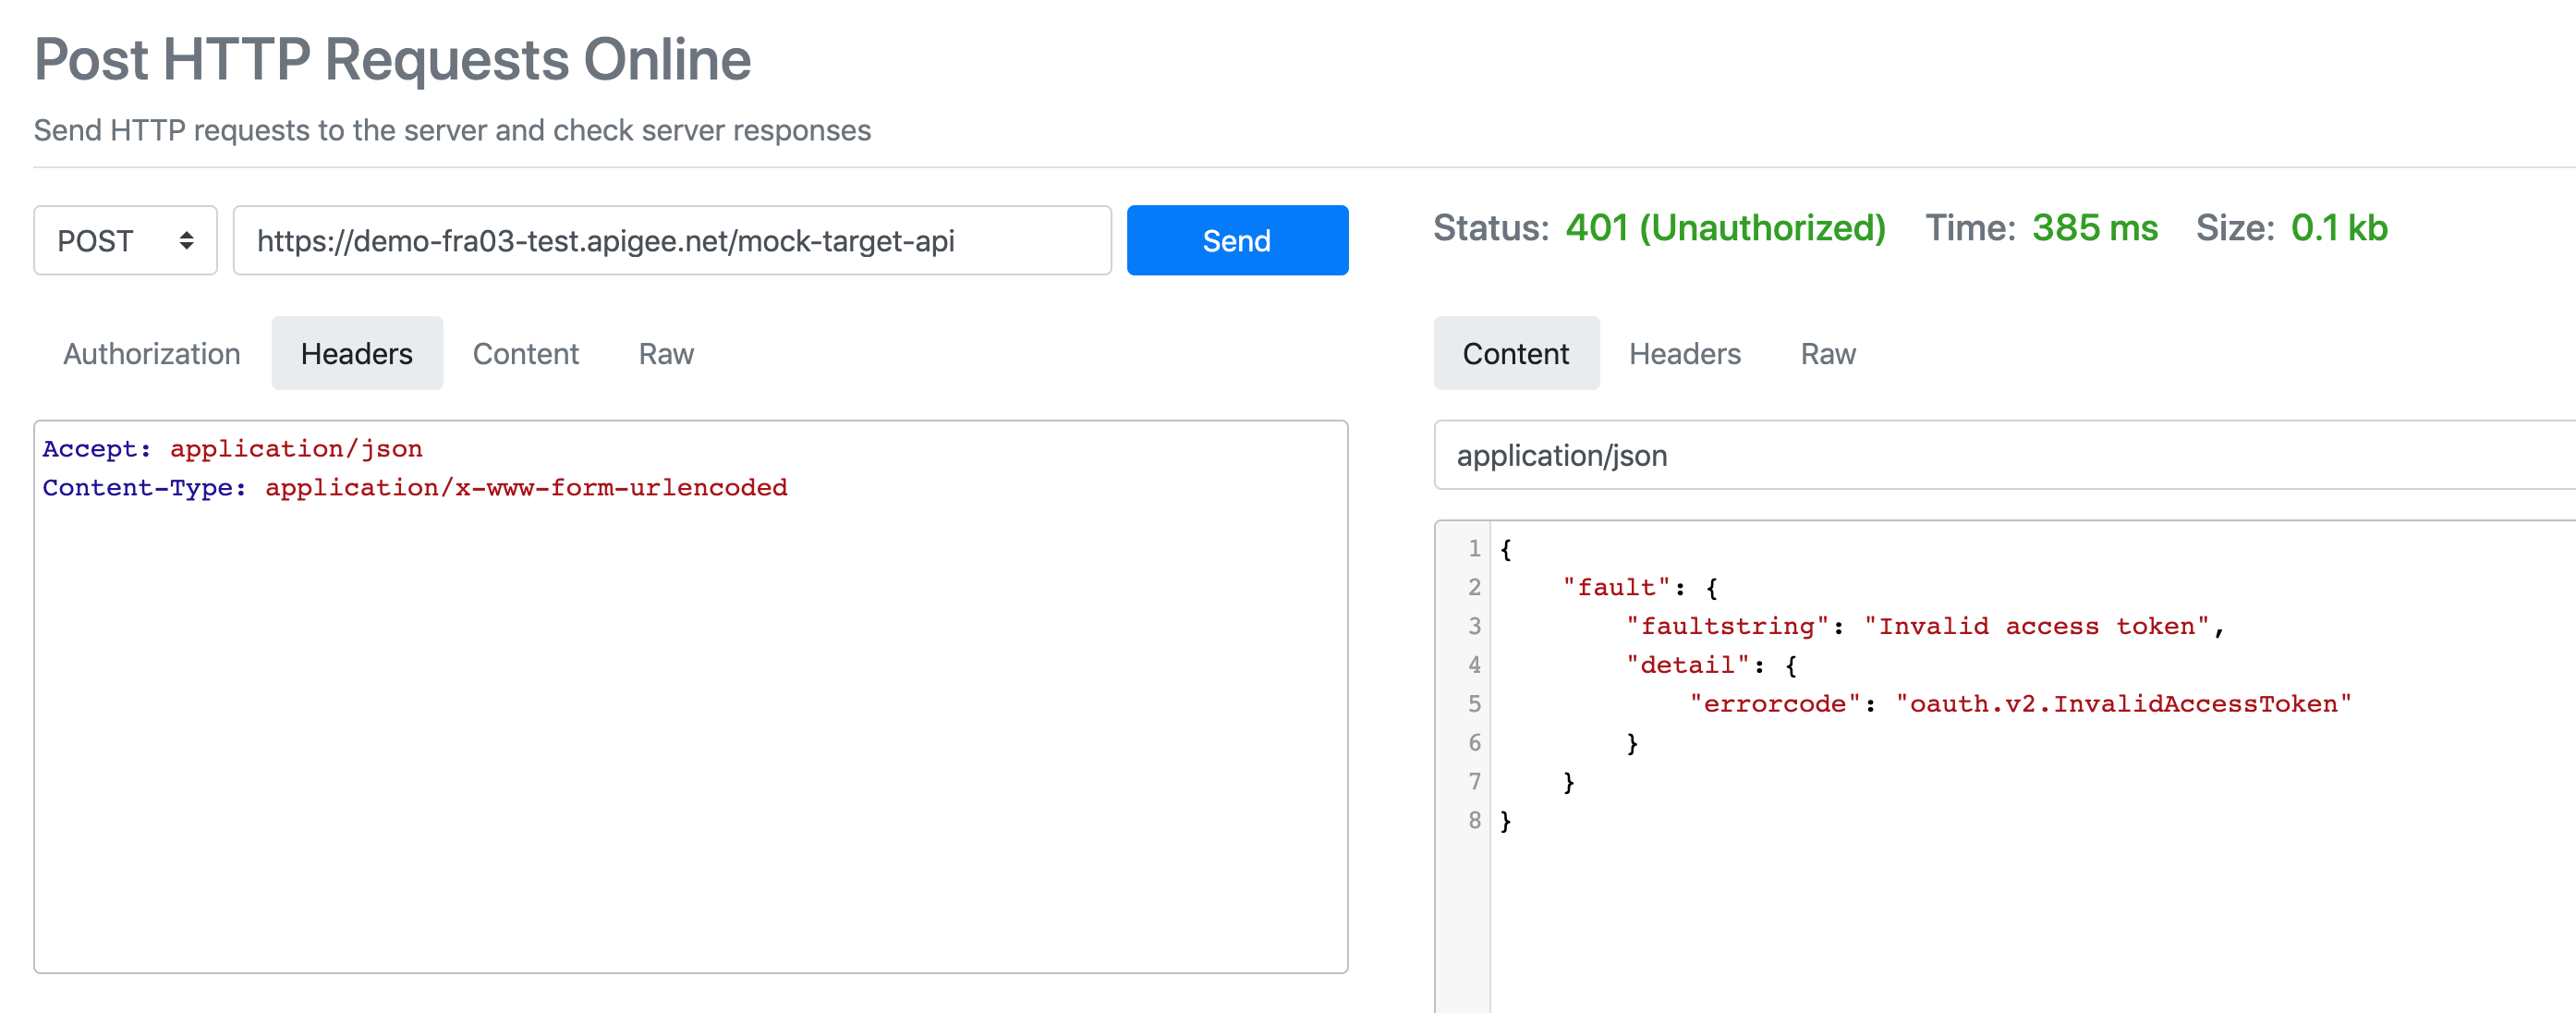 Post HTTP Requests Online
Send HTTP requests to the server and check server responses
POST
https://demo-fra03-test.apigee.net/mock-target-api
Send
Authorization Headers Content Raw
Accept: application/json
Content-Type: application/x-www-form-urlencoded
Status: 401 (Unauthorized) Time: 385 ms Size: 0.1 kb
Content Headers Raw
application/json
1 {
2 "fault": {
3 "faultstring": "Invalid access token",
4 "detail": {
5 "errorcode": "oauth.v2.InvalidAccessToken"
6 }
7 }
8 }